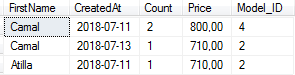 FirstName CreatedAt Count Price Model_ID
Camal 2018-07-11 2 800,00 4
Camal 2018-07-13 1 710,00 2
Atilla 2018-07-11 1 710,00 2